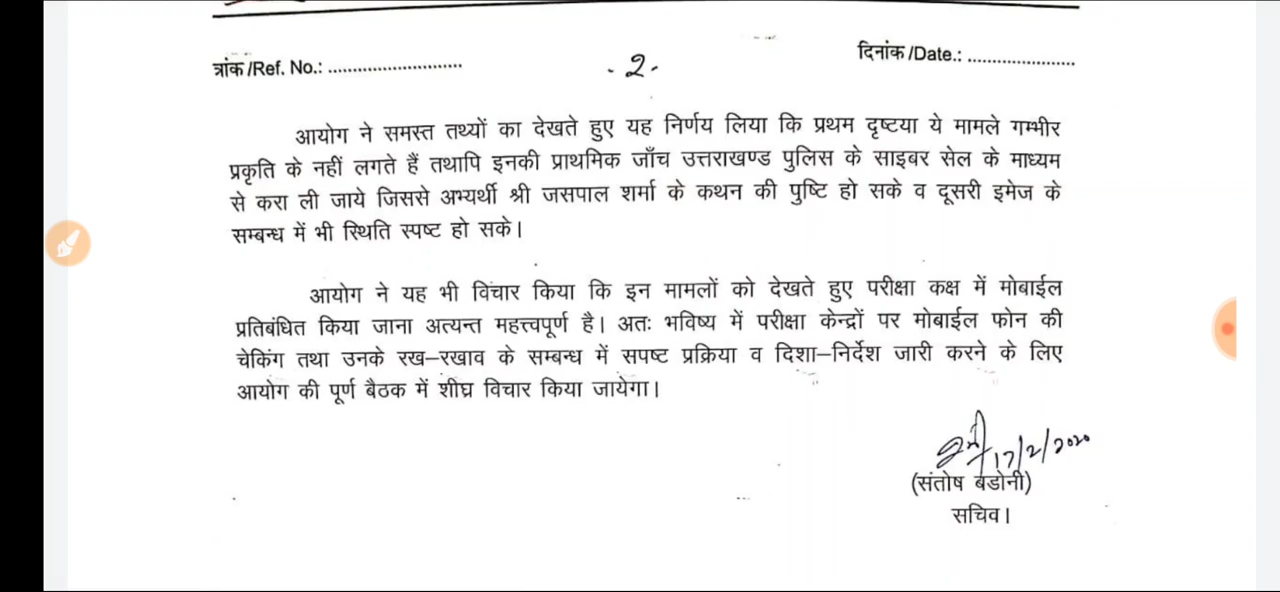 त्रांक /Ref. No.: ............................
- 2 -
दिनांक /Date.: ......................
आयोग ने समस्त तथ्यों का देखते हुए यह निर्णय लिया कि प्रथम दृष्टया ये मामले गम्भीर
प्रकृति के नहीं लगते हैं तथापि इनकी प्राथमिक जाँच उत्तराखण्ड पुलिस के साइबर सेल के माध्यम
से करा ली जाये जिससे अभ्यर्थी श्री जसपाल शर्मा के कथन की पुष्टि हो सके व दूसरी इमेज के
सम्बन्ध में भी स्थिति स्पष्ट हो सके।
आयोग ने यह भी विचार किया कि इन मामलों को देखते हुए परीक्षा कक्ष में मोबाईल
प्रतिबंधित किया जाना अत्यन्त महत्त्वपूर्ण है। अतः भविष्य में परीक्षा केन्द्रों पर मोबाईल फोन की
चेकिंग तथा उनके रख–रखाव के सम्बन्ध में सपष्ट प्रक्रिया व दिशा–निर्देश जारी करने के लिए
आयोग की पूर्ण बैठक में शीघ्र विचार किया जायेगा।
17/2/2020
(संतोष बडोनी)
सचिव।